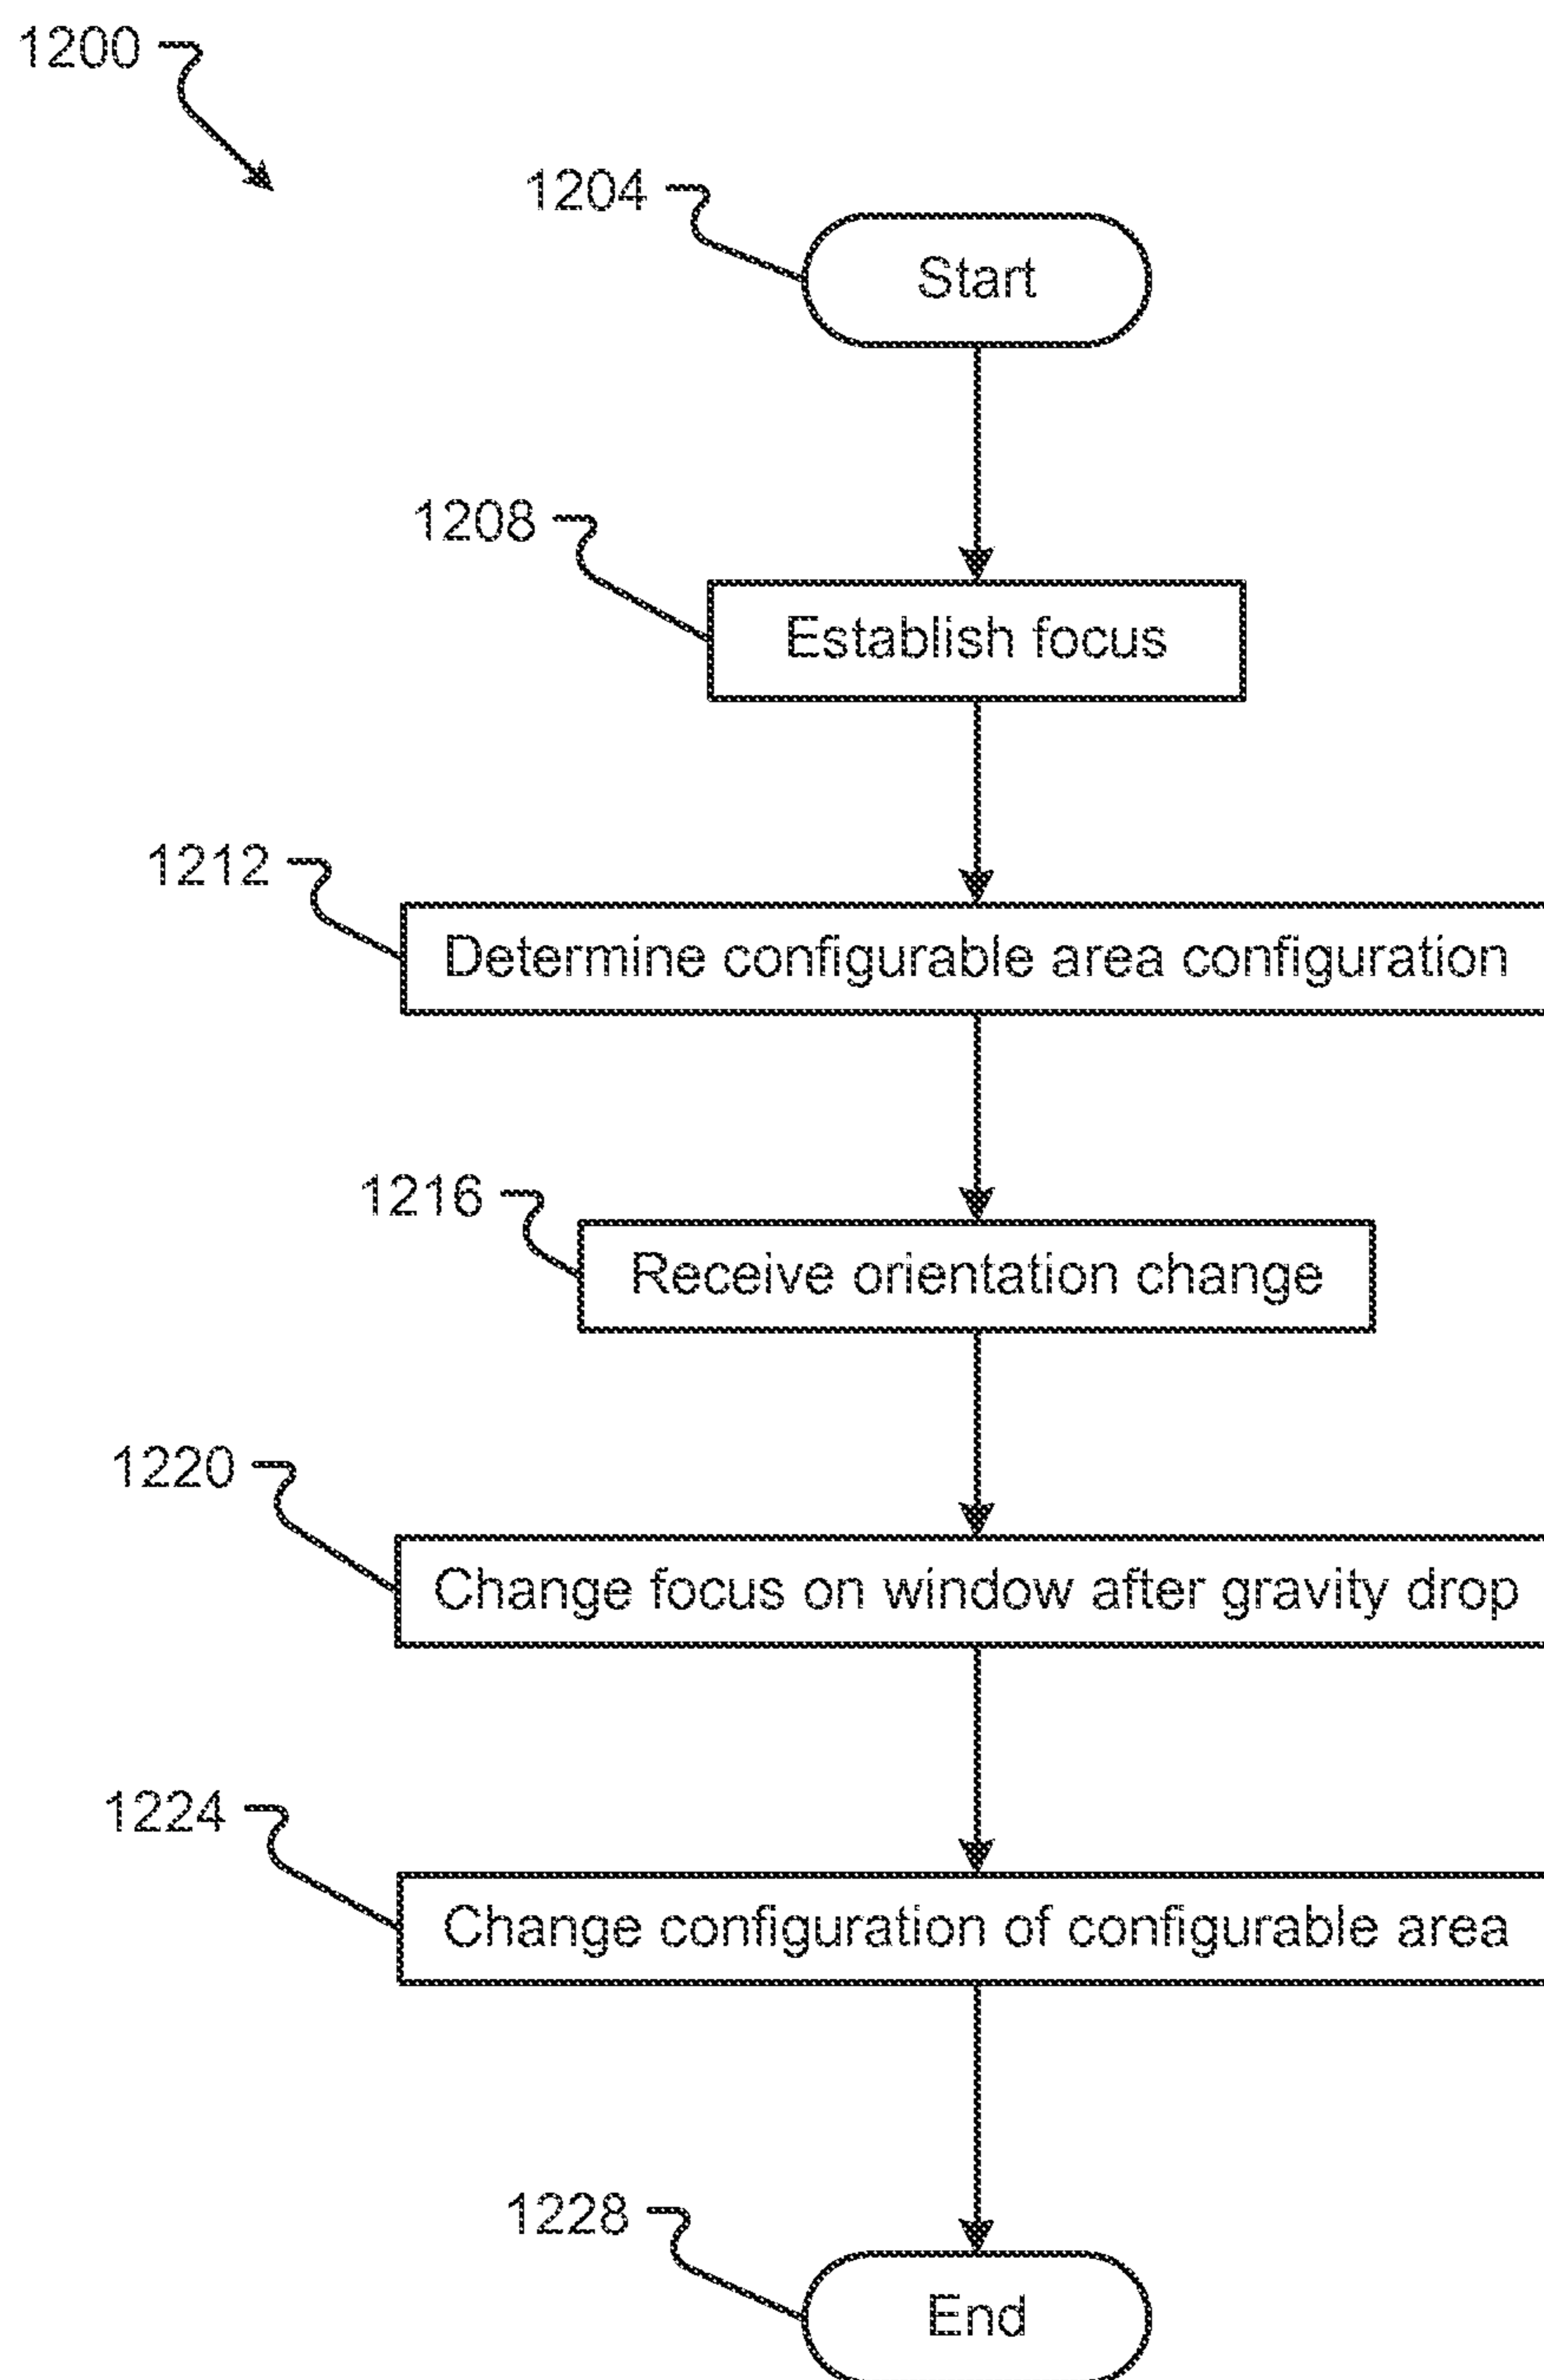 1200
1204
Start
1208
Establish focus
1212
Determine configurable area configuration
1216
Receive orientation change
1220
Change focus on window after gravity drop
1224
Change configuration of configurable area
1228
End